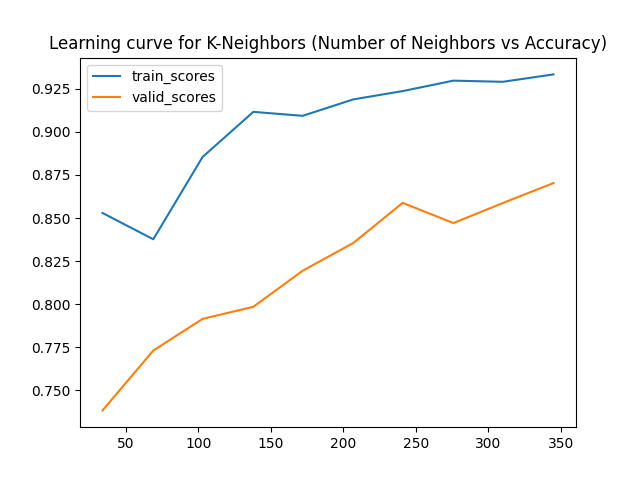 Learning curve for K-Neighbors (Number of Neighbors vs Accuracy)
train_scores
valid_scores
0.925
0.900
0.875
0.850
0.825
0.800
0.775
0.750
50 100 150 200 250 300 350